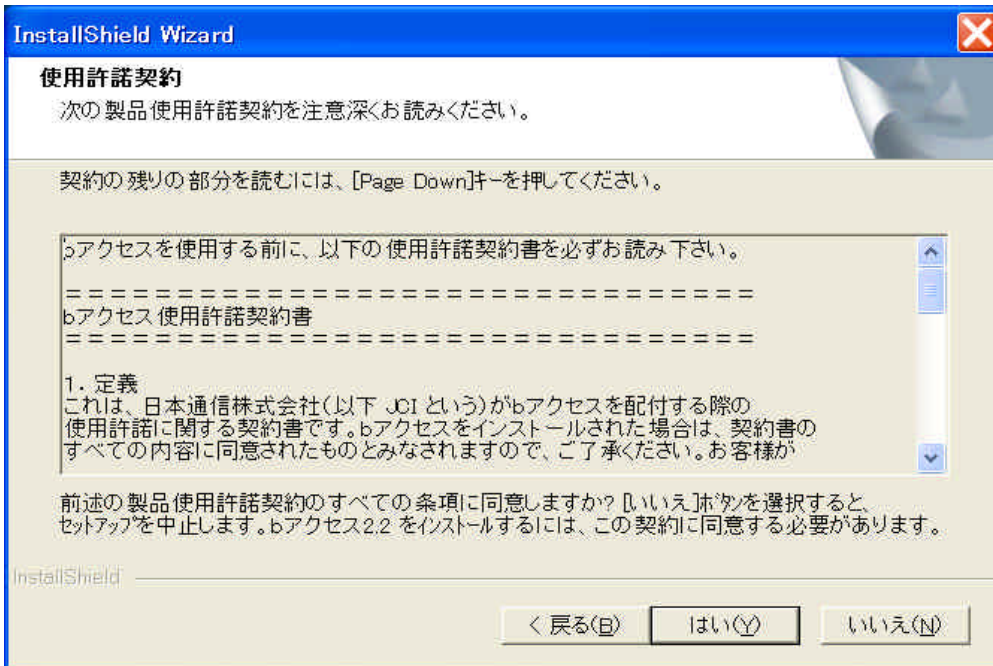 InstallShield Wizard
使用許諾契約
次の製品使用許諾契約を注意深くお読みください。
契約の残りの部分を読むには、[Page Down]キーを押してください。
bアクセスを使用する前に、以下の使用許諾契約書を必ずお読み下さい。
=================================
bアクセス使用許諾契約書
=================================
1. 定義
これは、日本通信株式会社(以下 JCI という)がbアクセスを配付する際の
使用許諾に関する契約書です。bアクセスをインストールされた場合は、契約書の
すべての内容に同意されたものとみなされますので、ご了承ください。お客様が
前述の製品使用許諾契約のすべての条項に同意しますか? [いいえ]ボタンを選択すると、
セットアップを中止します。bアクセス2.2 をインストールするには、この契約に同意する必要があります。
InstallShield
< 戻る(B)
はい(Y)
いいえ(N)